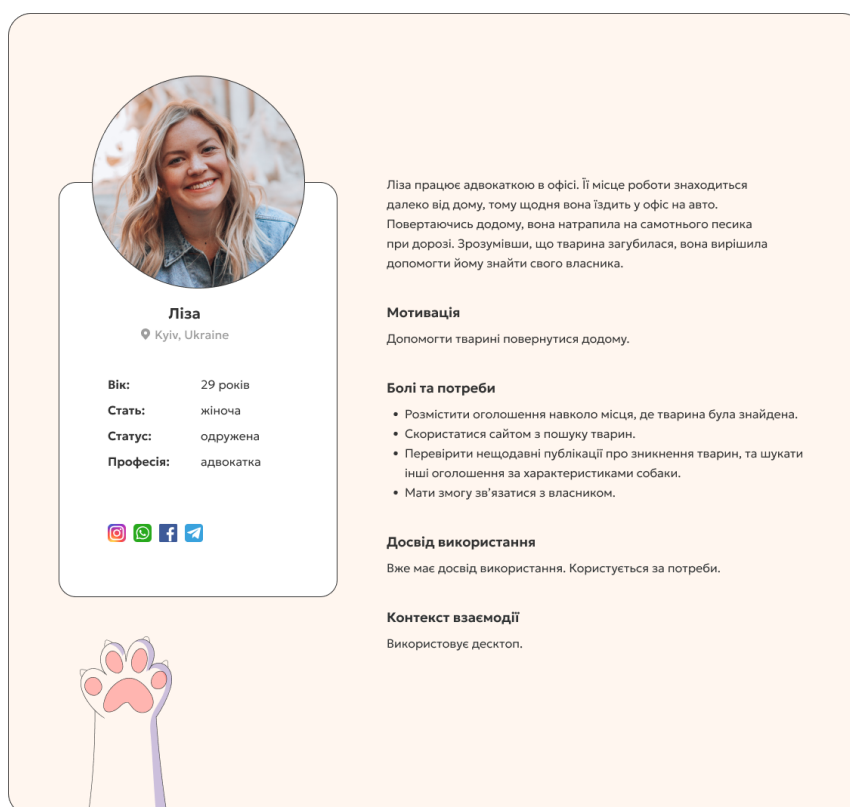 Ліза
Kyiv, Ukraine
Вік: 29 років
Стать: жіноча
Статус: одружена
Професія: адвокатка
Ліза працює адвокаткою в офісі. Її місце роботи знаходиться
далеко від дому, тому щодня вона їздить у офіс на авто.
Повертаючись додому, вона натрапила на самотнього песика
при дорозі. Зрозумівши, що тварина загубилася, вона вирішила
допомогти йому знайти свого власника.
Мотивація
Допомогти тварині повернутися додому.
Болі та потреби
• Розмістити оголошення навколо місця, де тварина була знайдена.
• Скористатися сайтом з пошуку тварин.
• Перевірити нещодавні публікації про зникнення тварин, та шукати
інші оголошення за характеристиками собаки.
• Мати змогу зв’язатися з власником.
Досвід використання
Вже має досвід використання. Користується за потреби.
Контекст взаємодії
Використовує десктоп.